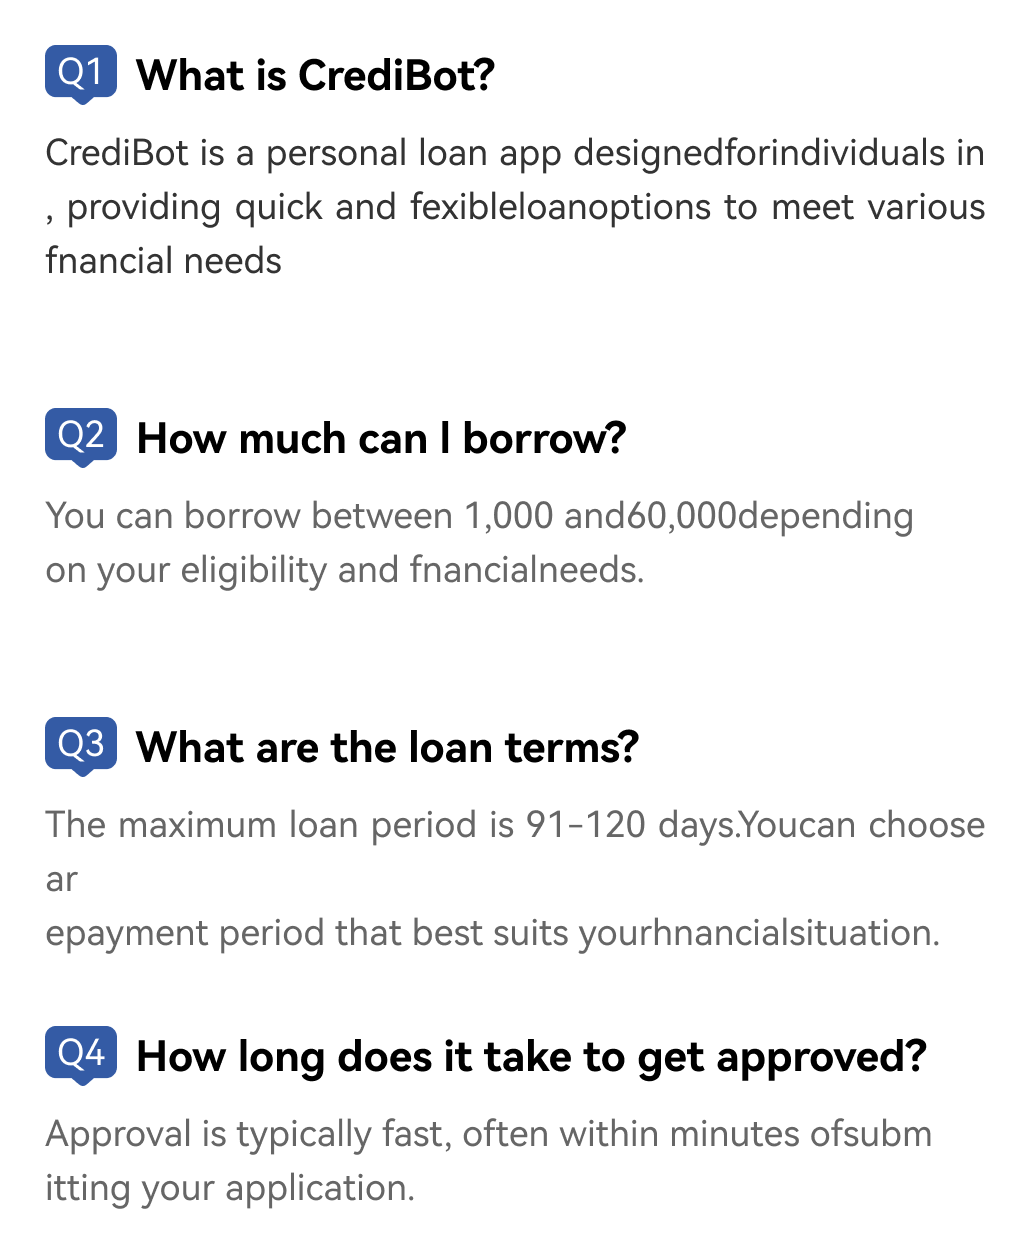 Q1 What is CrediBot?
CrediBot is a personal loan app designedforindividuals in
, providing quick and fexibleloanoptions to meet various
fnancial needs
Q2 How much can l borrow?
You can borrow between 1,000 and60,000depending
on your eligibility and fnancialneeds.
Q3 What are the loan terms?
The maximum loan period is 91-120 days.Youcan choose
ar
epayment period that best suits yourhnancialsituation.
Q4 How long does it take to get approved?
Approval is typically fast, often within minutes ofsubm
itting your application.